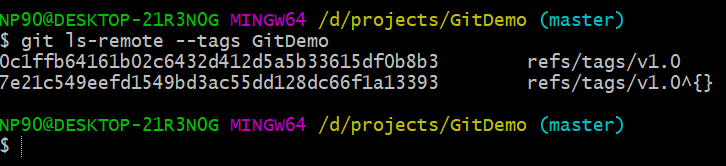 NP90@DESKTOP-21R3N0G MINGW64 /d/projects/GitDemo (master)
$ git ls-remote --tags GitDemo
0c1ffb64161b02c6432d412d5a5b33615df0b8b3        refs/tags/v1.0
7e21c549eefd1549bd3ac55dd128dc66f1a13393        refs/tags/v1.0^{}
NP90@DESKTOP-21R3N0G MINGW64 /d/projects/GitDemo (master)
$